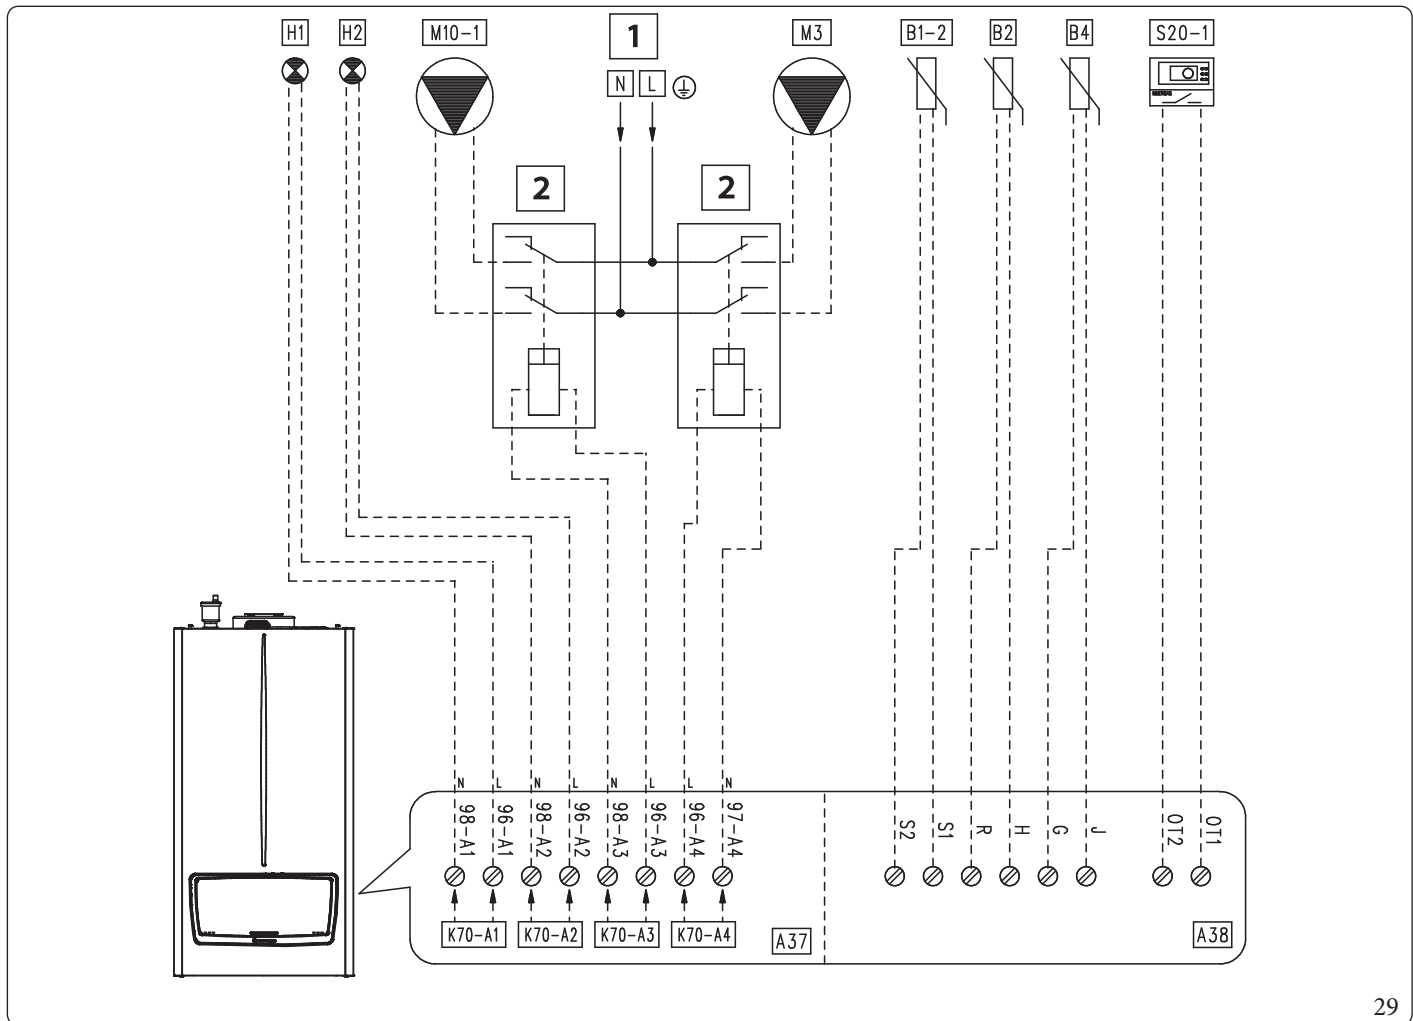 H1 H2 M10-1 1 M3 B1-2 B2 B4 S20-1
N L
2 2
N L N L N L L N
98-A1 96-A1 98-A2 96-A2 98-A3 96-A3 96-A4 97-A4 S2 S1 R H G J OT2 OT1
K70-A1 K70-A2 K70-A3 K70-A4 A37 A38
29